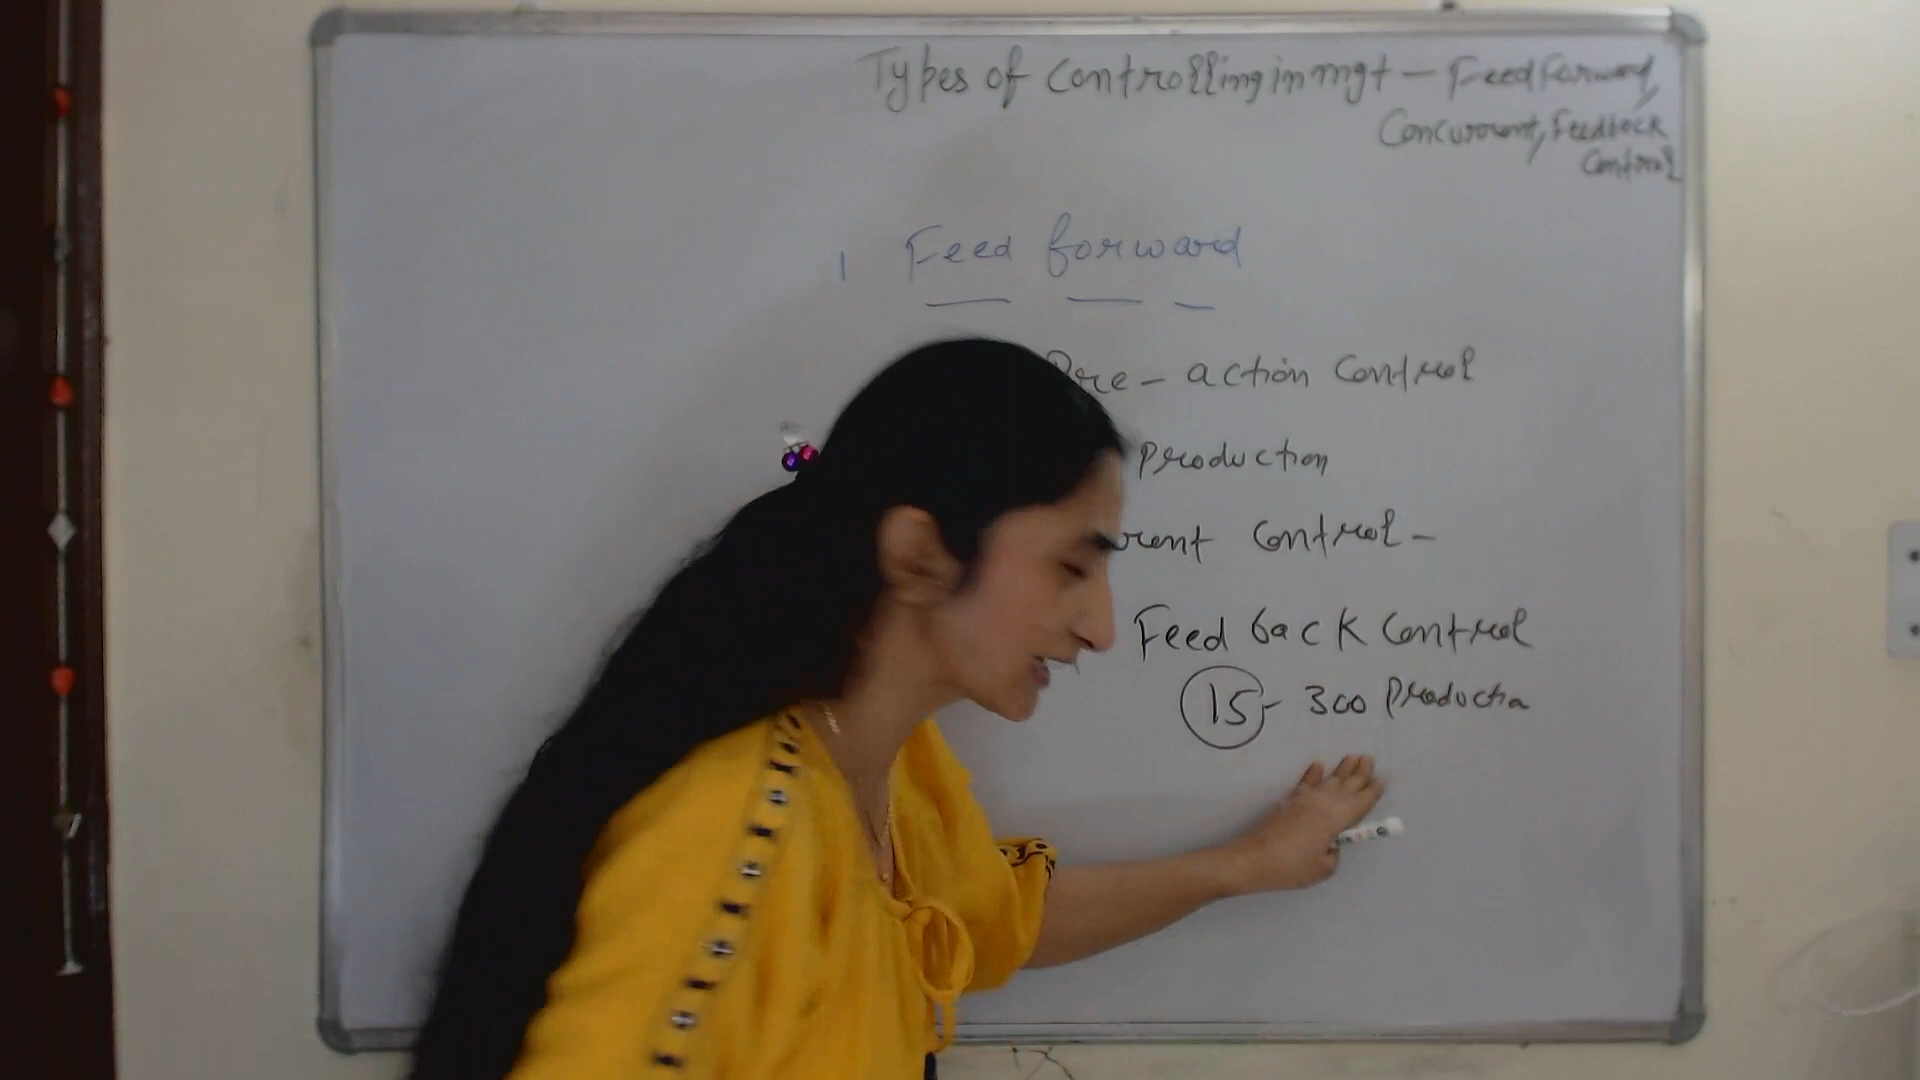 Types of Controlling in mgt - Feed Forward,
Concurrent, Feedback
Control
1 Feed forward
Pre - action Control
Production
rent Control -
Feed back Control
15 - 300 Production